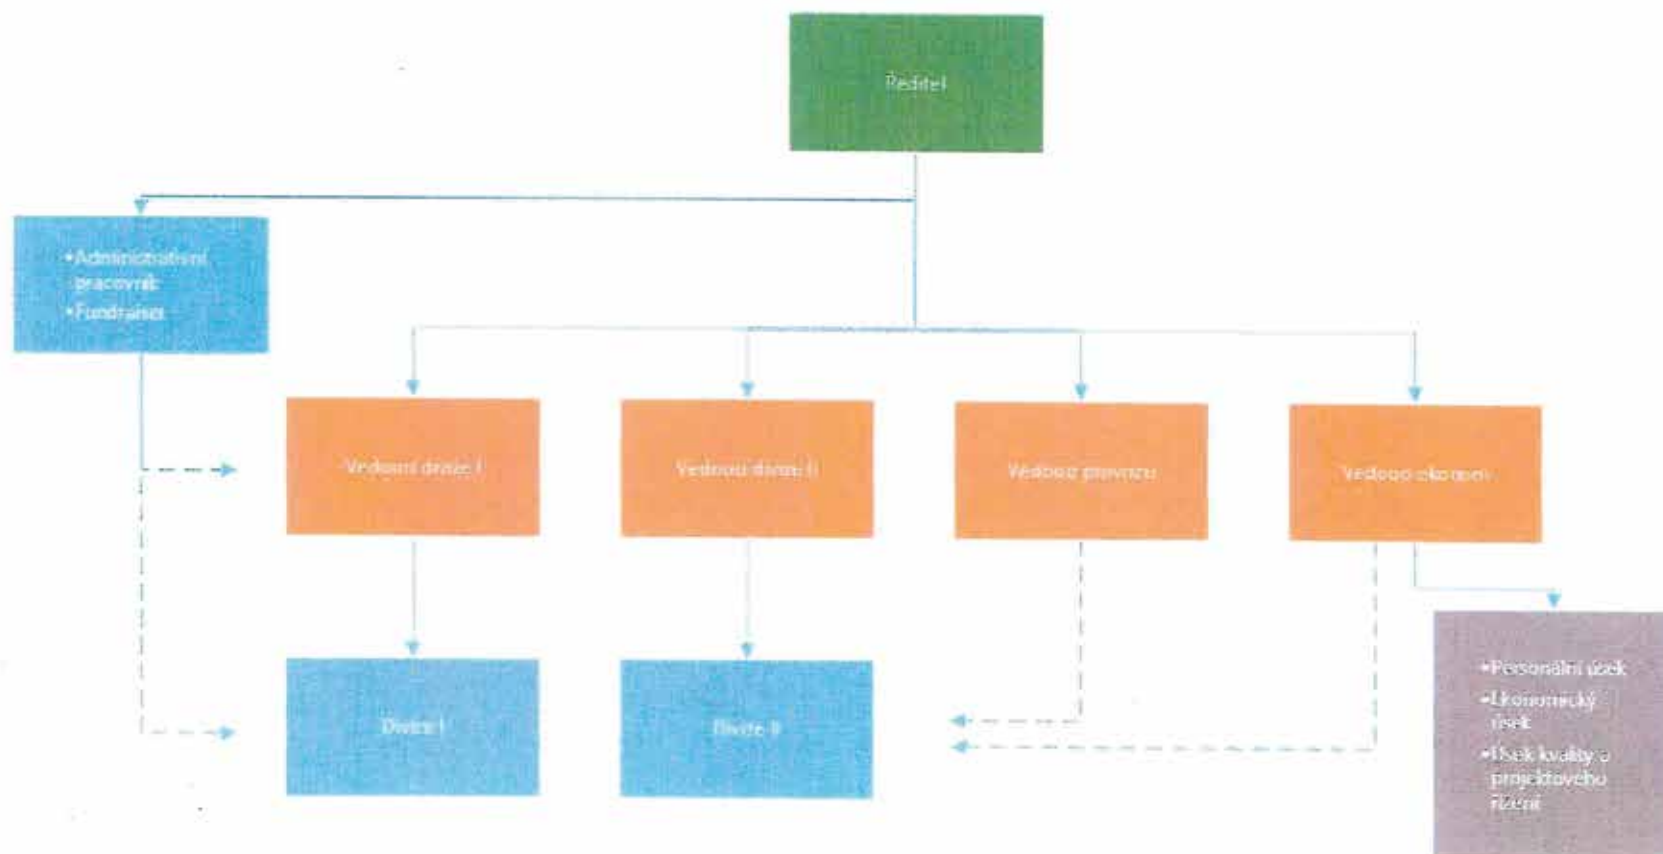 Ředitel
•Administrativní
pracovník
•Fundraiser
Vedoucí divize I
Vedoucí divize II
Vedoucí provozu
Vedoucí ekonom
Divize I
Divize II
•Personální úsek
•Ekonomický
úsek
•Úsek kvality a
projektového
řízení